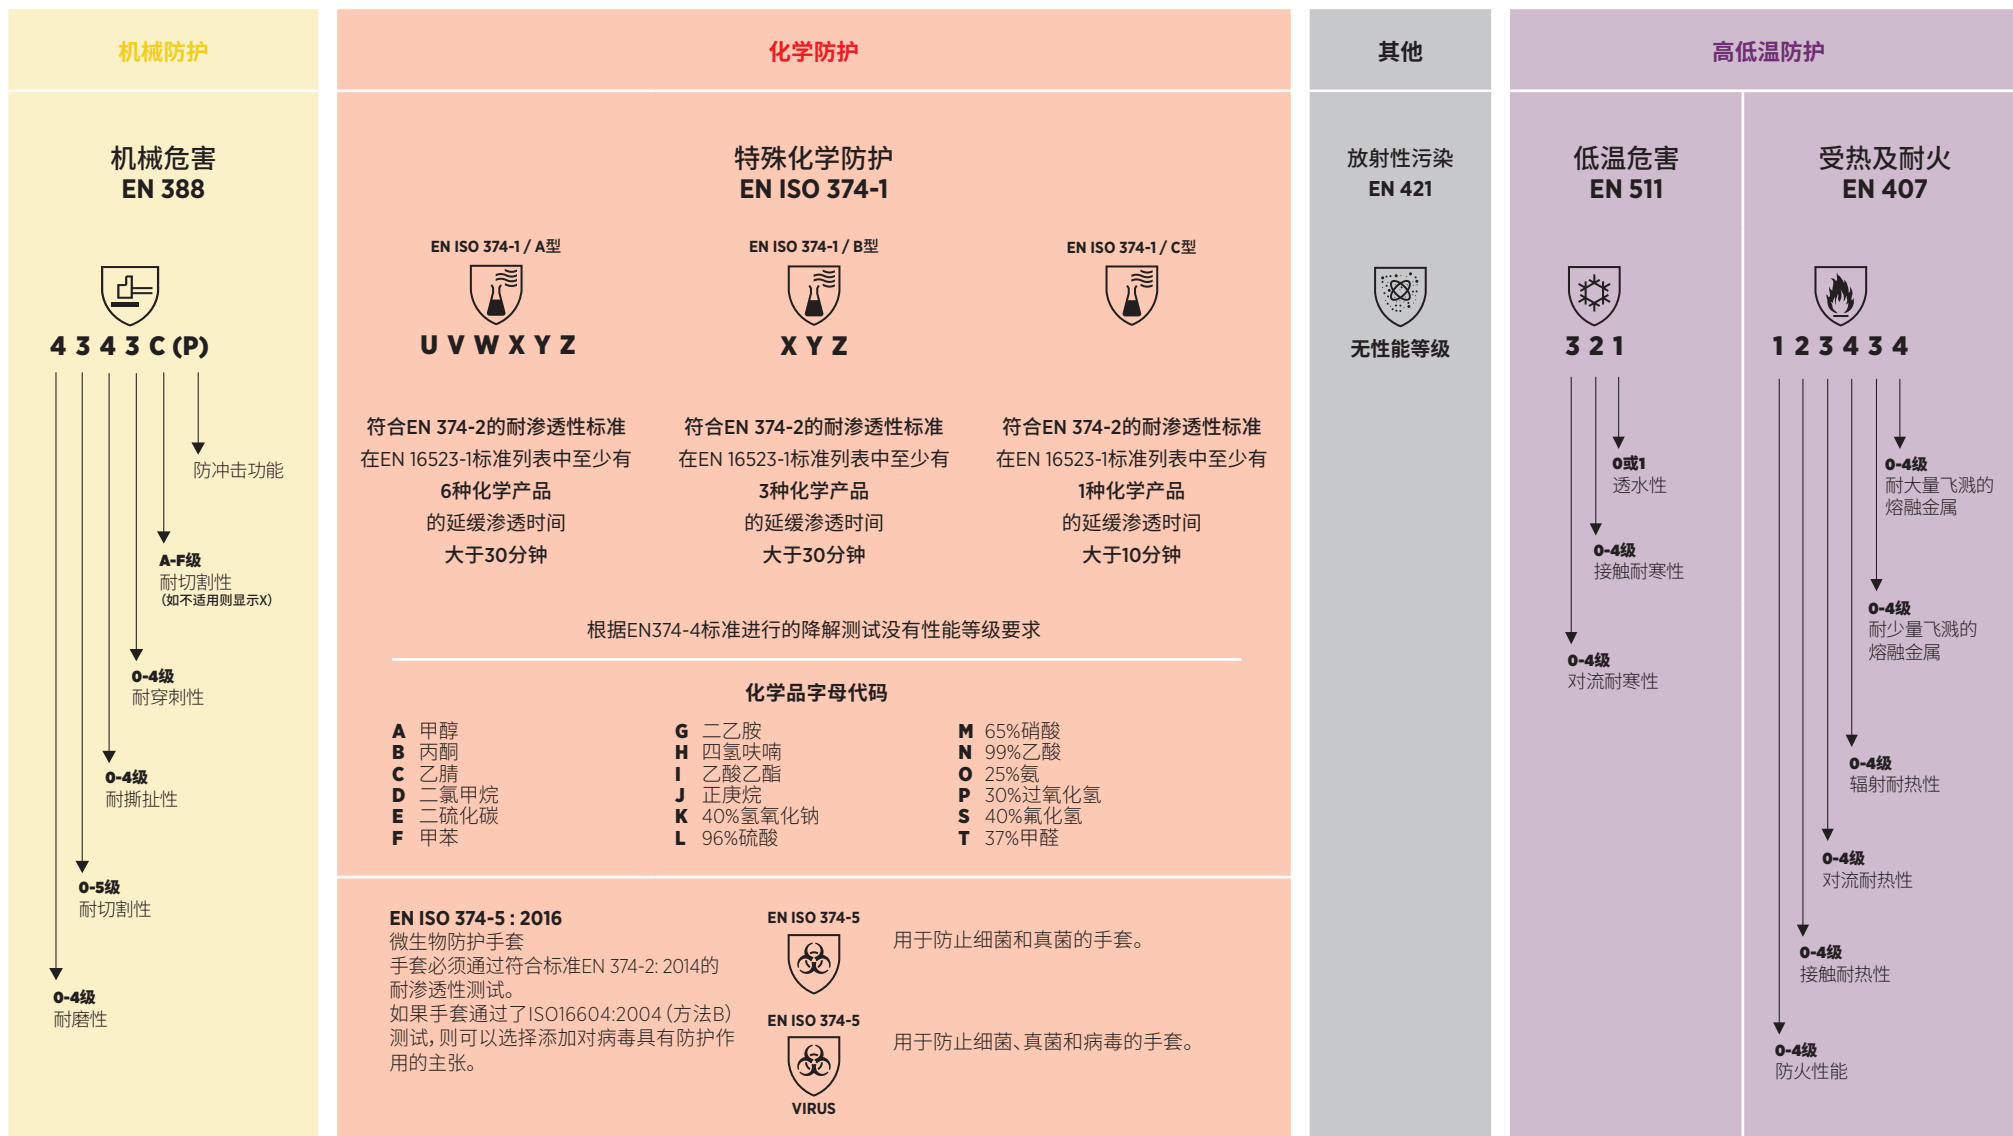 机械防护
机械危害
EN 388
4 3 4 3 C (P)
防冲击功能
A-F级
耐切割性
（如不适用则显示X）
0-4级
耐穿刺性
0-4级
耐撕扯性
0-5级
耐切割性
0-4级
耐磨性
化学防护
特殊化学防护
EN ISO 374-1
EN ISO 374-1 / A型
U V W X Y Z
符合EN 374-2的耐渗透性标准
在EN 16523-1标准列表中至少有
6种化学产品
的延缓渗透时间
大于30分钟
EN ISO 374-1 / B型
X Y Z
符合EN 374-2的耐渗透性标准
在EN 16523-1标准列表中至少有
3种化学产品
的延缓渗透时间
大于30分钟
EN ISO 374-1 / C型
符合EN 374-2的耐渗透性标准
在EN 16523-1标准列表中至少有
1种化学产品
的延缓渗透时间
大于10分钟
根据EN374-4标准进行的降解测试没有性能等级要求
化学品字母代码
A 甲醇
B 丙酮
C 乙腈
D 二氯甲烷
E 二硫化碳
F 甲苯
G 二乙胺
H 四氢呋喃
I 乙酸乙酯
J 正庚烷
K 40%氢氧化钠
L 96%硫酸
M 65%硝酸
N 99%乙酸
O 25%氨
P 30%过氧化氢
S 40%氟化氢
T 37%甲醛
EN ISO 374-5 : 2016
微生物防护手套
手套必须通过符合标准EN 374-2: 2014的
耐渗透性测试。
如果手套通过了ISO16604:2004（方法B）
测试，则可以选择添加对病毒具有防护作
用的主张。
EN ISO 374-5
用于防止细菌和真菌的手套。
EN ISO 374-5
VIRUS
用于防止细菌、真菌和病毒的手套。
其他
放射性污染
EN 421
无性能等级
高低温防护
低温危害
EN 511
3 2 1
0或1
透水性
0-4级
接触耐寒性
0-4级
对流耐寒性
受热及耐火
EN 407
1 2 3 4 3 4
0-4级
耐大量飞溅的
熔融金属
0-4级
耐少量飞溅的
熔融金属
0-4级
辐射耐热性
0-4级
对流耐热性
0-4级
接触耐热性
0-4级
防火性能